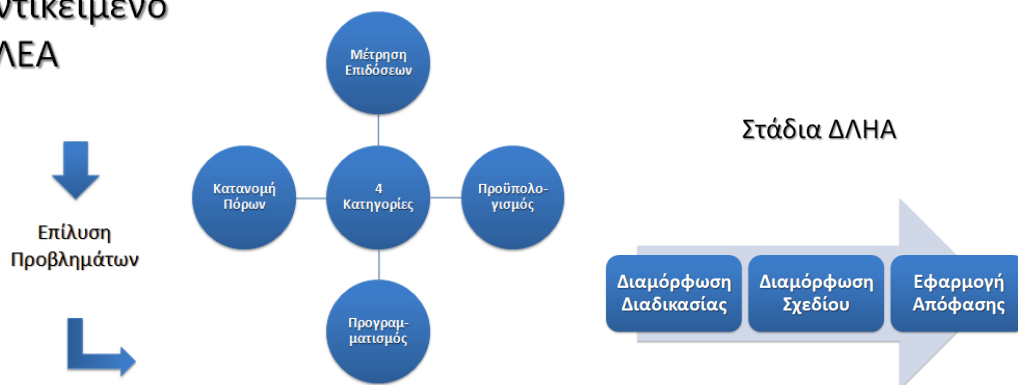 ντικείμενο
ΛΕΑ
Επίλυση
Προβλημάτων
Μέτρηση
Επιδόσεων
Κατανομή
Πόρων
4
Κατηγορίες
Προϋπολο-
γισμός
Προγραμ-
ματισμός
Στάδια ΔΛΗΑ
Διαμόρφωση
Διαδικασίας
Διαμόρφωση
Σχεδίου
Εφαρμογή
Απόφασης